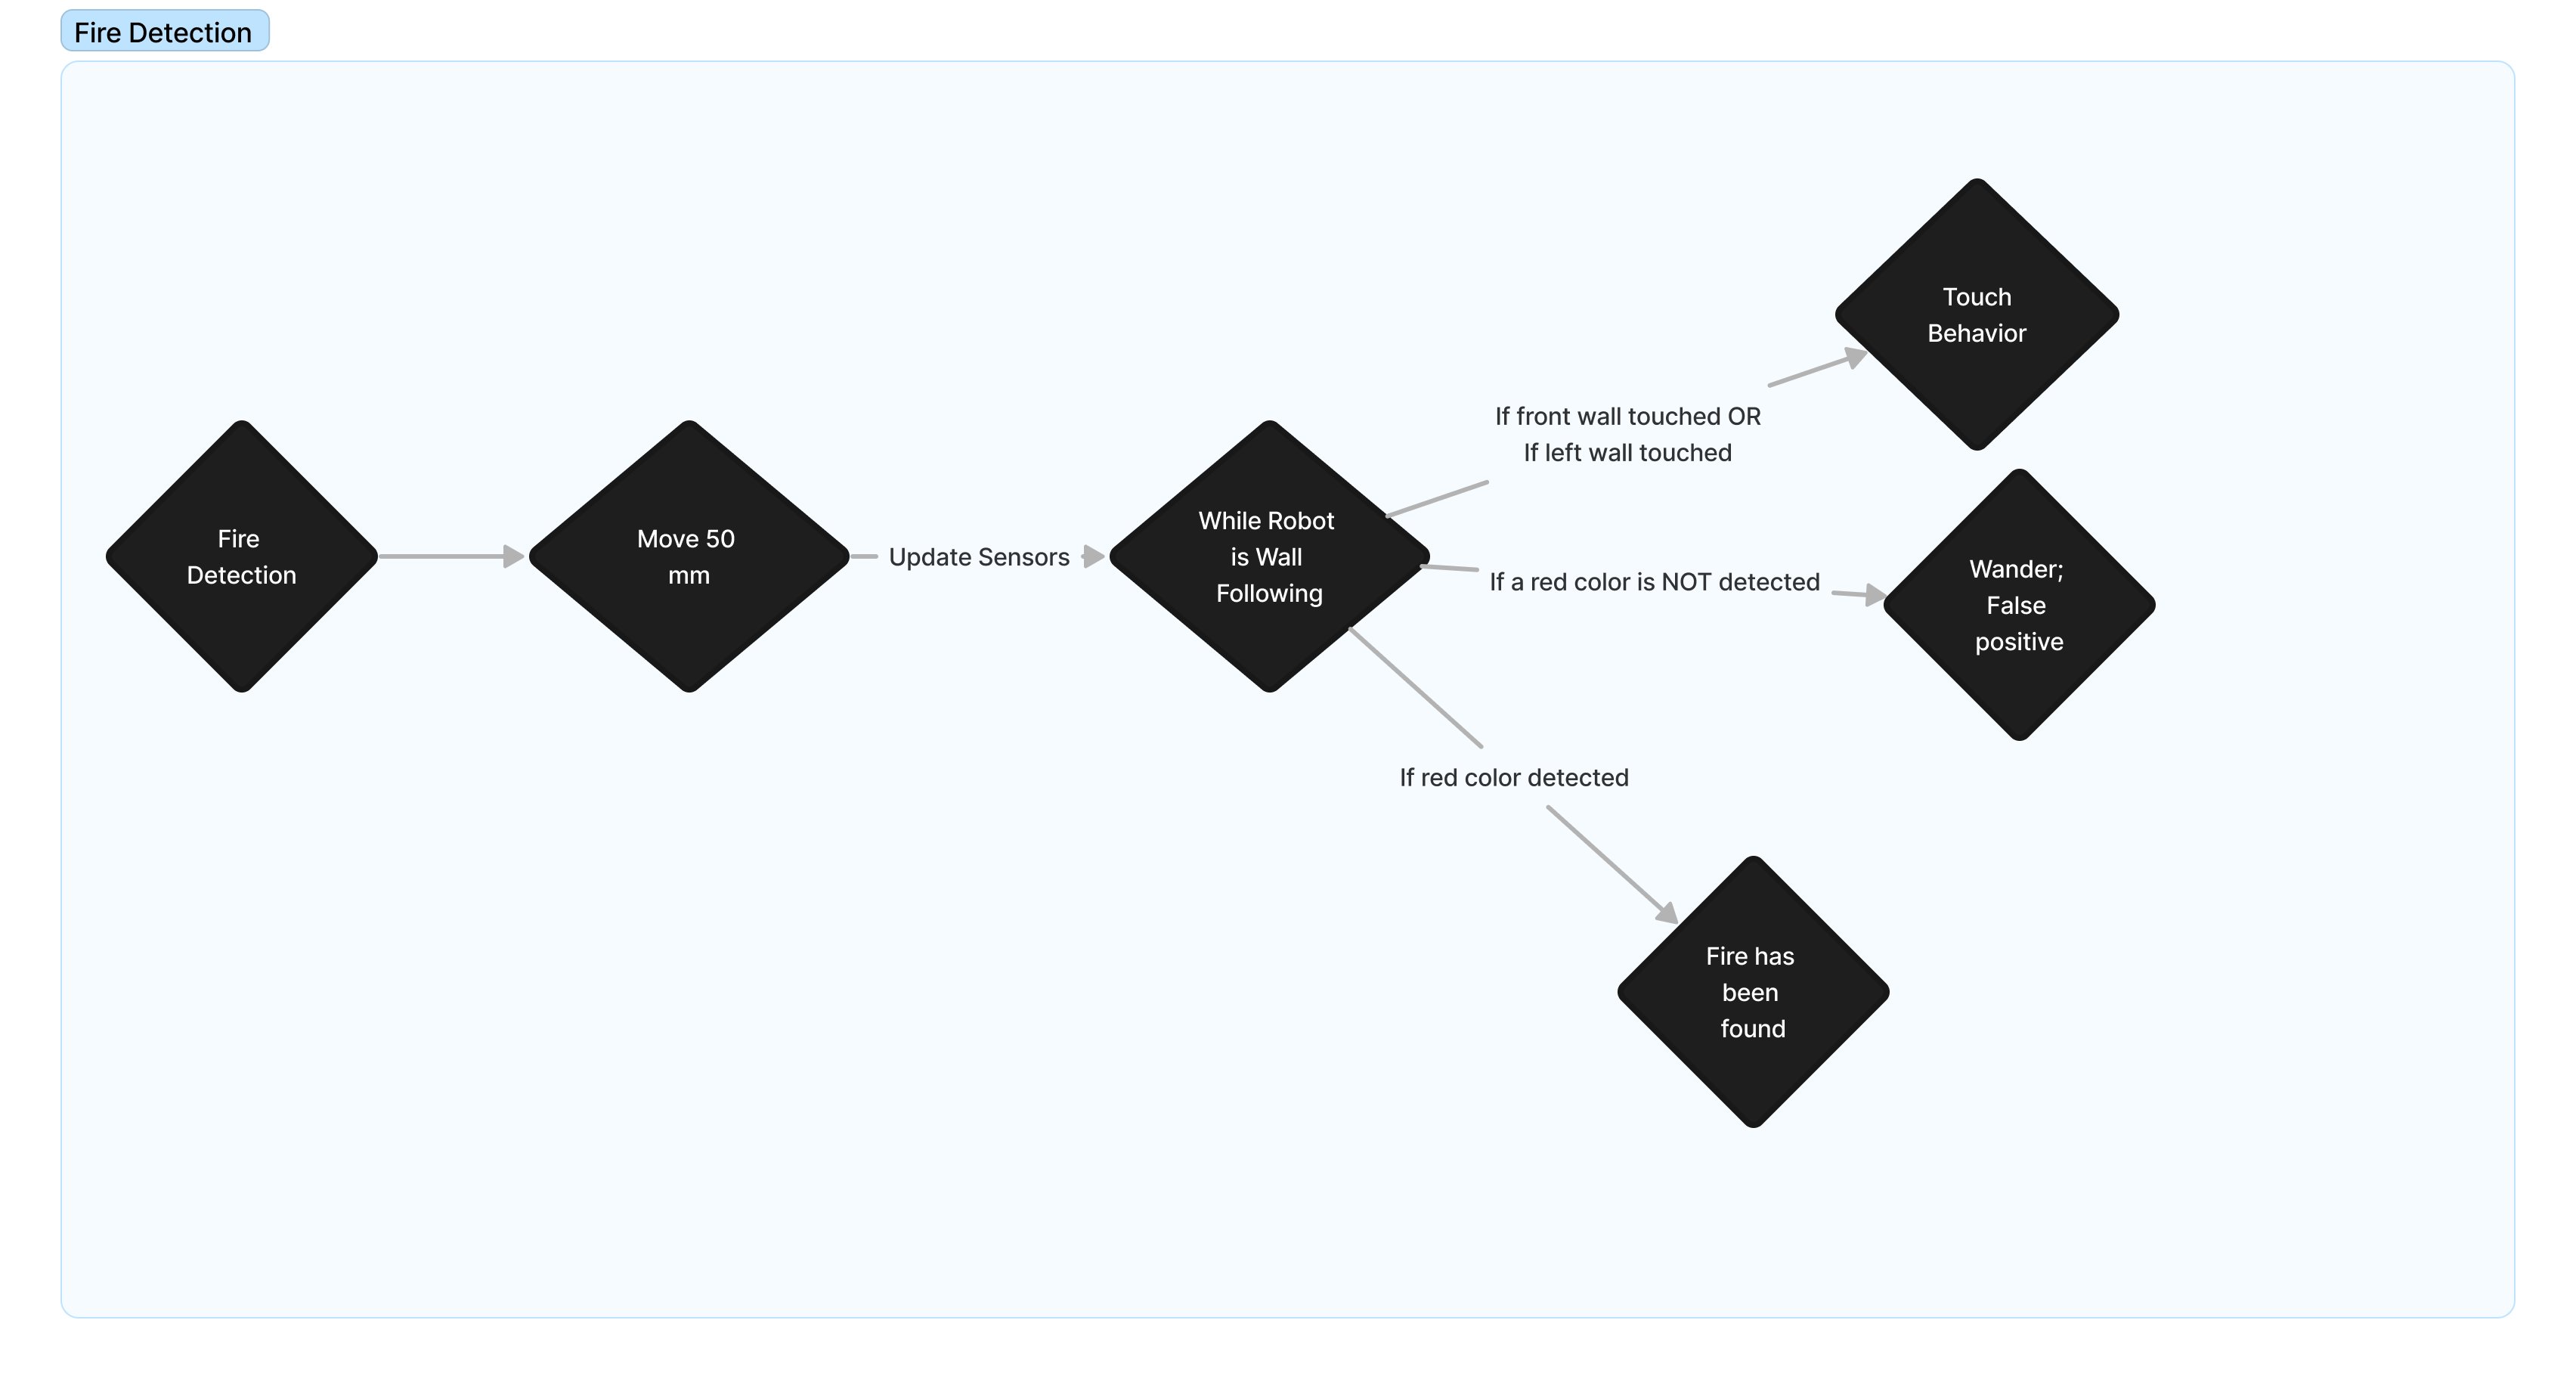 Fire Detection
Fire
Detection
Move 50
mm
Update Sensors
While Robot
is Wall
Following
If front wall touched OR
If left wall touched
Touch
Behavior
If a red color is NOT detected
Wander;
False
positive
If red color detected
Fire has
been
found